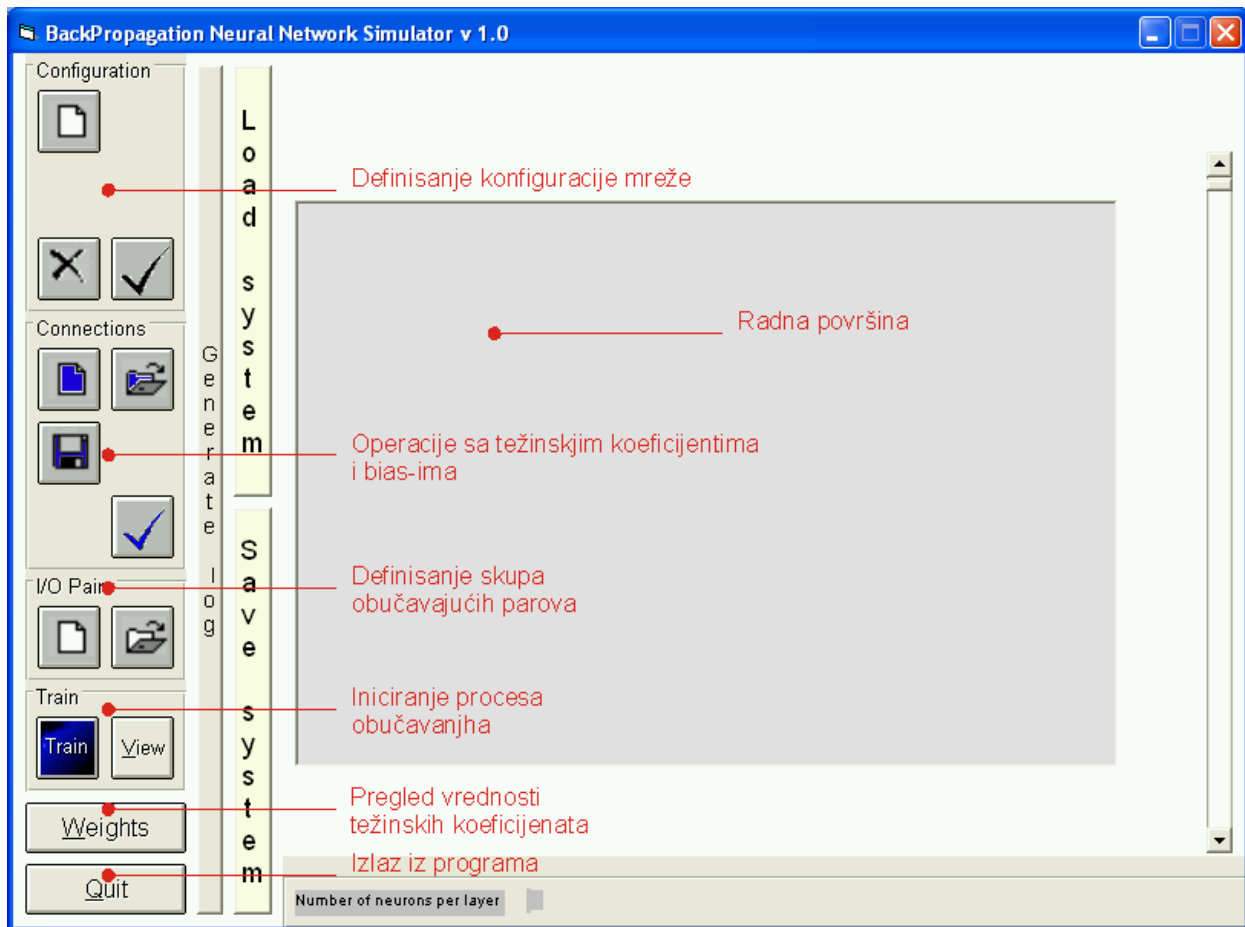 BackPropagation Neural Network Simulator v 1.0
Configuration
Connections
I/O Pair
Train
Train
View
Weights
Quit
Generate log
Load system
Save system
Definisanje konfiguracije mreže
Radna površina
Operacije sa težinskjim koeficijentima
i bias-ima
Definisanje skupa
obučavajućih parova
Iniciranje procesa
obučavanjha
Pregled vrednosti
težinskih koeficijenata
Izlaz iz programa
Number of neurons per layer